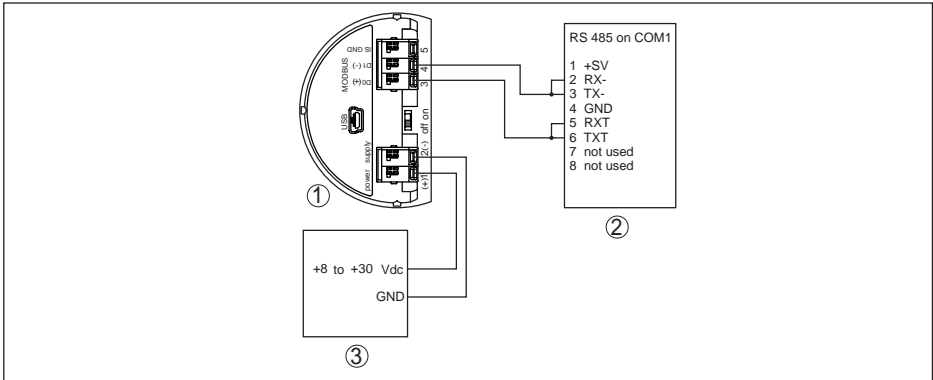 IS GND
D1 (-)
D0 (+)
MODBUS
USB
power supply
5
4
3
off on
2(-)
(+)1
1
RS 485 on COM1
1 +SV
2 RX-
3 TX-
4 GND
5 RXT
6 TXT
7 not used
8 not used
2
+8 to +30 Vdc
GND
3